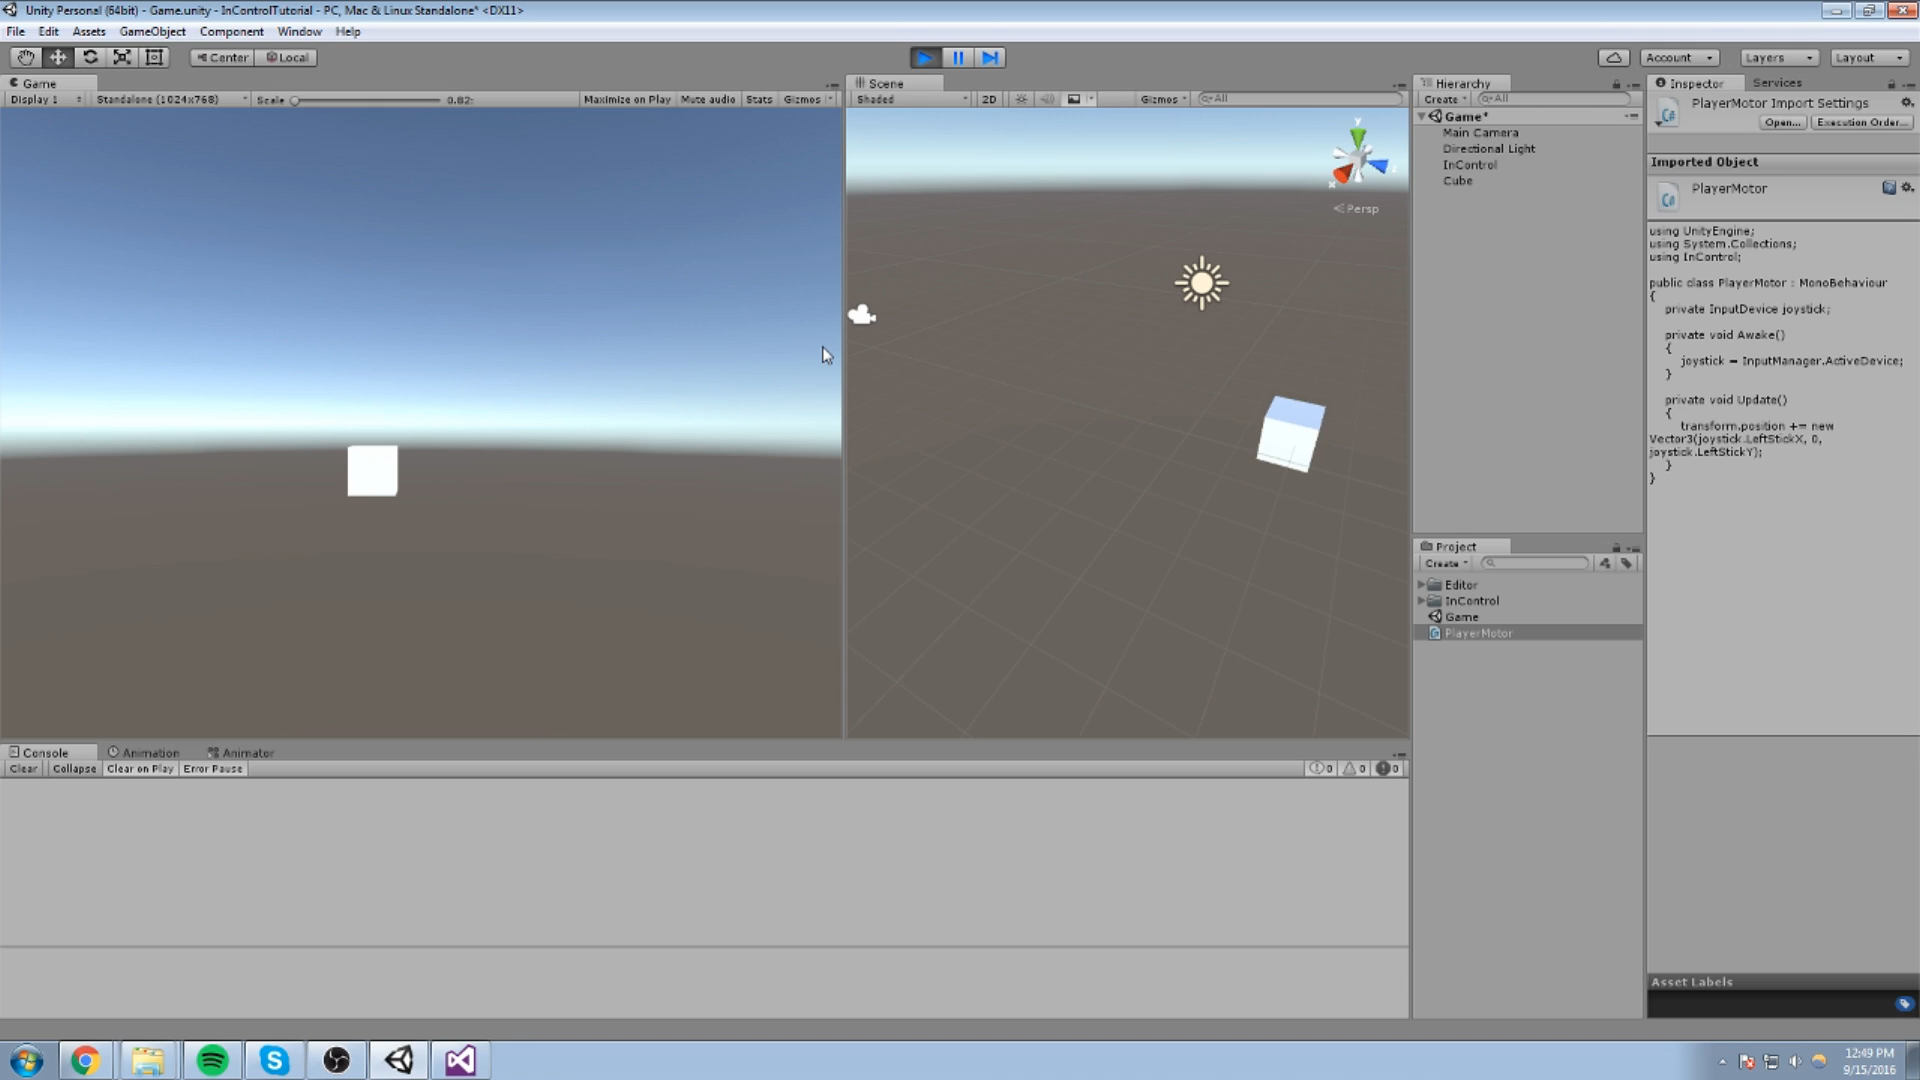 Unity Personal (64bit) - Game.unity - InControlTutorial - PC, Mac & Linux Standalone* <DX11>
File Edit Assets GameObject Component Window Help
Center Local Account Layers Layout
Game
Display 1 Standalone (1024x768) Scale 0.82: Maximize on Play Mute audio Stats Gizmos
Scene
Shaded 2D Gizmos All
Y
x
Persp
Hierarchy
Create All
Game*
Main Camera
Directional Light
InControl
Cube
Project
Create
Editor
InControl
Game
PlayerMotor
Inspector Services
PlayerMotor Import Settings
Open... Execution Order...
Imported Object
PlayerMotor
using UnityEngine;
using System.Collections;
using InControl;
public class PlayerMotor : MonoBehaviour
{
private InputDevice joystick;
private void Awake()
{
joystick = InputManager.ActiveDevice;
}
private void Update()
{
transform.position += new
Vector3(joystick.LeftStickX, 0,
joystick.LeftStickY);
}
}
Asset Labels
Console Animation Animator
Clear Collapse Clear on Play Error Pause 0 0 0
12:49 PM
9/15/2016